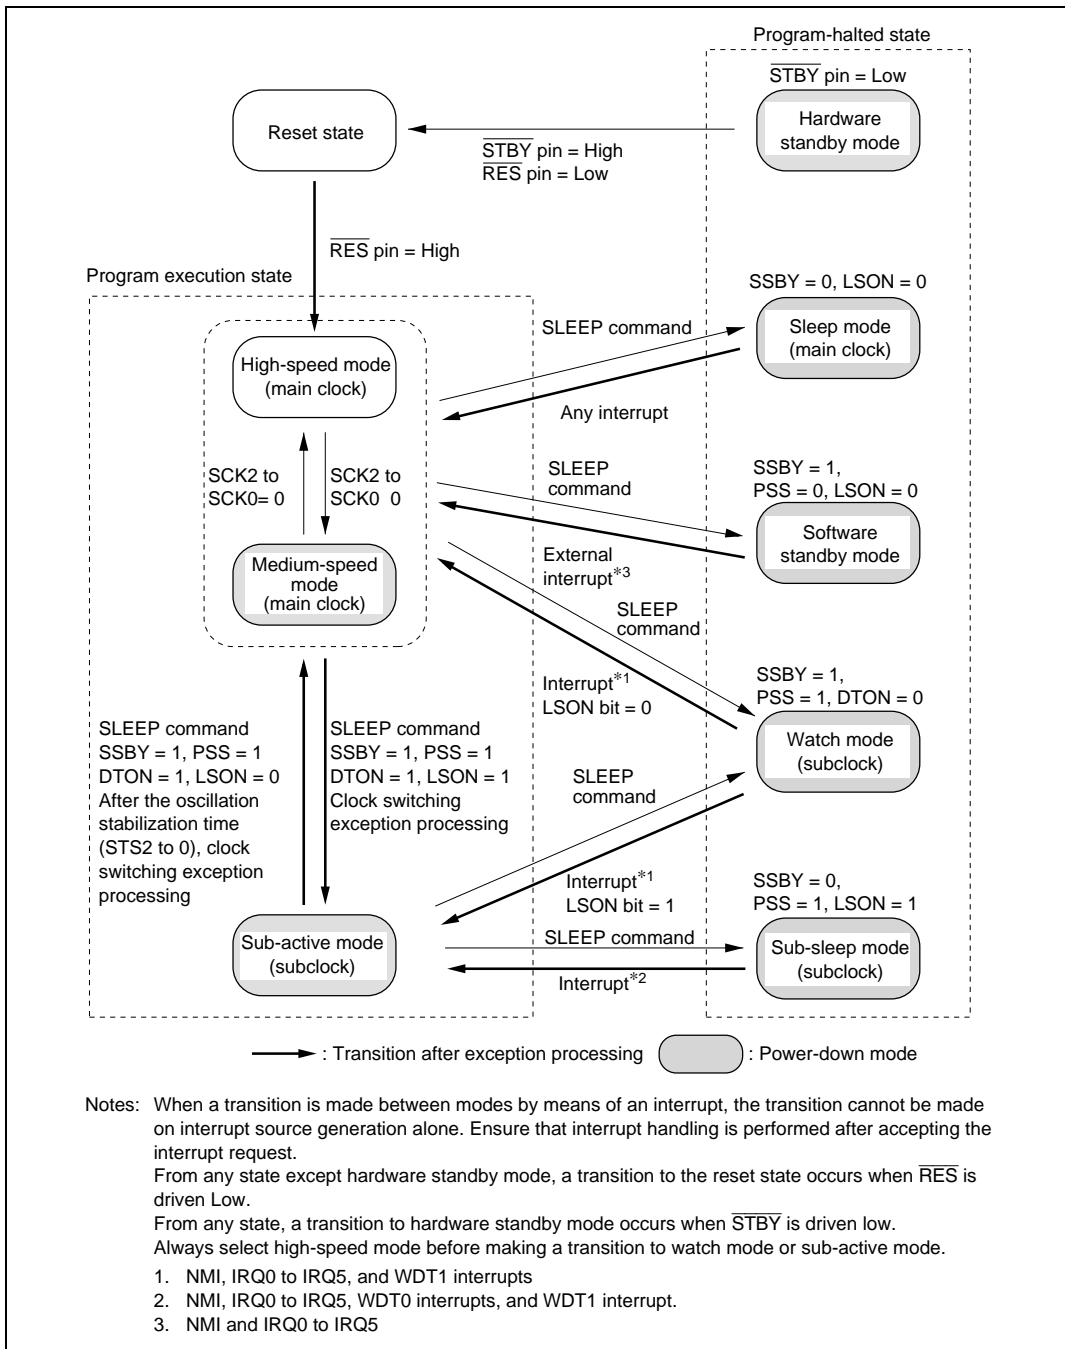 Program-halted state
STBY pin = Low
Hardware
standby mode
Reset state
STBY pin = High
RES pin = Low
RES pin = High
Program execution state
SSBY = 0, LSON = 0
Sleep mode
(main clock)
SLEEP command
Any interrupt
High-speed mode
(main clock)
SCK2 to
SCK0= 0
SCK2 to
SCK0 0
SLEEP
command
SSBY = 1,
PSS = 0, LSON = 0
Software
standby mode
External
interrupt*3
Medium-speed
mode
(main clock)
SLEEP
command
Interrupt*1
LSON bit = 0
SSBY = 1,
PSS = 1, DTON = 0
Watch mode
(subclock)
SLEEP command
SSBY = 1, PSS = 1
DTON = 1, LSON = 0
After the oscillation
stabilization time
(STS2 to 0), clock
switching exception
processing
SLEEP command
SSBY = 1, PSS = 1
DTON = 1, LSON = 1
Clock switching
exception processing
SLEEP
command
Interrupt*1
LSON bit = 1
SSBY = 0,
PSS = 1, LSON = 1
Sub-active mode
(subclock)
SLEEP command
Interrupt*2
Sub-sleep mode
(subclock)
: Transition after exception processing
: Power-down mode
Notes: When a transition is made between modes by means of an interrupt, the transition cannot be made
on interrupt source generation alone. Ensure that interrupt handling is performed after accepting the
interrupt request.
From any state except hardware standby mode, a transition to the reset state occurs when RES is
driven Low.
From any state, a transition to hardware standby mode occurs when STBY is driven low.
Always select high-speed mode before making a transition to watch mode or sub-active mode.
1. NMI, IRQ0 to IRQ5, and WDT1 interrupts
2. NMI, IRQ0 to IRQ5, WDT0 interrupts, and WDT1 interrupt.
3. NMI and IRQ0 to IRQ5